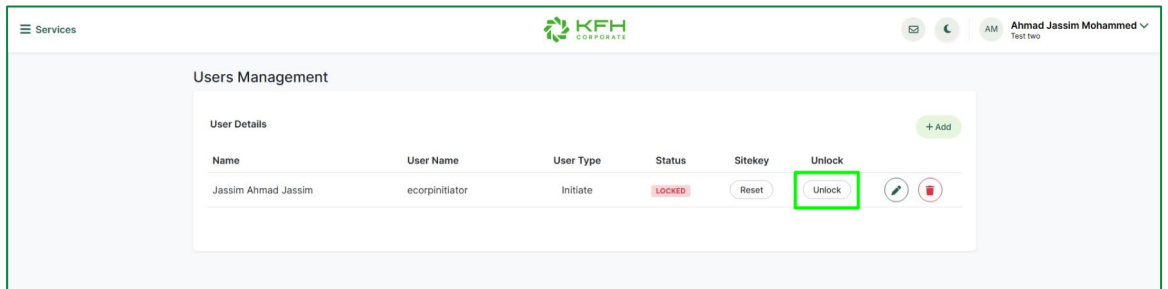 Services
KFH
CORPORATE
AM
Ahmad Jassim Mohammed
Test two
Users Management
User Details
+ Add
Name User Name User Type Status Sitekey Unlock
Jassim Ahmad Jassim ecorpinitiator Initiate LOCKED Reset Unlock